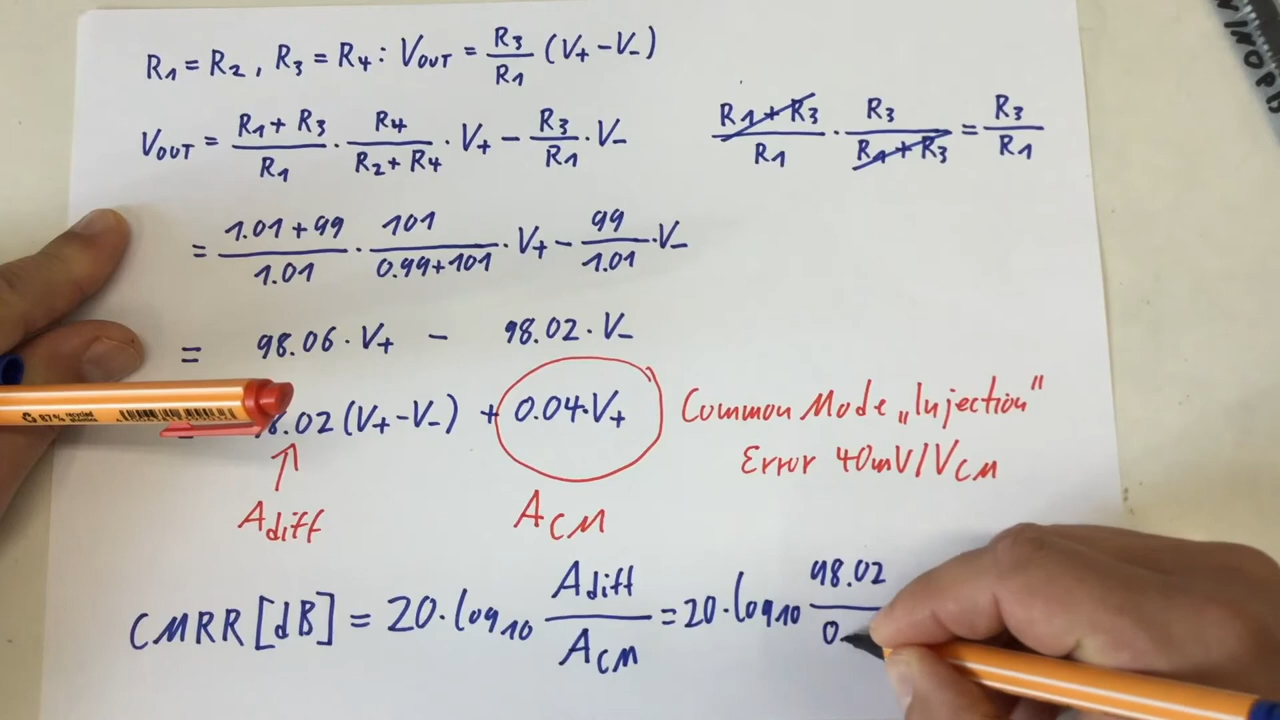 R1 = R2 , R3 = R4 : VOUT = R3/R1 (V+ - V-)
VOUT = (R1 + R3)/R1 · R4/(R2 + R4) · V+ - R3/R1 · V-
(R1 + R3)/R1 · R3/(R1 + R3) = R3/R1
= (1.01 + 99)/1.01 · 101/(0.99+101) · V+ - 99/1.01 · V-
= 98.06 · V+ - 98.02 · V-
8.02 (V+ - V-) + 0.04 · V+
Common Mode „Injection"
Error 40mV/VCM
Adiff
ACM
CMRR [dB] = 20 · log10 Adiff/ACM = 20 · log10 98.02/0.
87% recycled